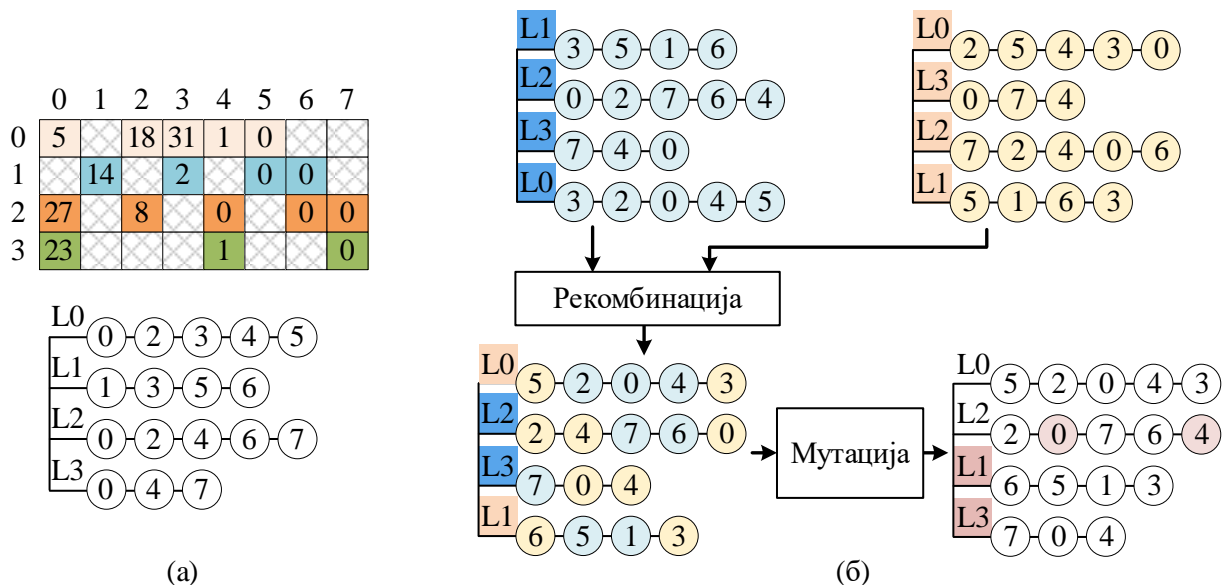 0 1 2 3 4 5 6 7
0 5 18 31 1 0
1 14 2 0 0
2 27 8 0 0 0
3 23 1 0
L0
0 2 3 4 5
L1
1 3 5 6
L2
0 2 4 6 7
L3
0 4 7
(а)
L1
3 5 1 6
L2
0 2 7 6 4
L3
7 4 0
L0
3 2 0 4 5
L0
2 5 4 3 0
L3
0 7 4
L2
7 2 4 0 6
L1
5 1 6 3
Рекомбинација
L0
5 2 0 4 3
L2
2 4 7 6 0
L3
7 0 4
L1
6 5 1 3
Мутација
L0
5 2 0 4 3
L2
2 0 7 6 4
L1
6 5 1 3
L3
7 0 4
(б)